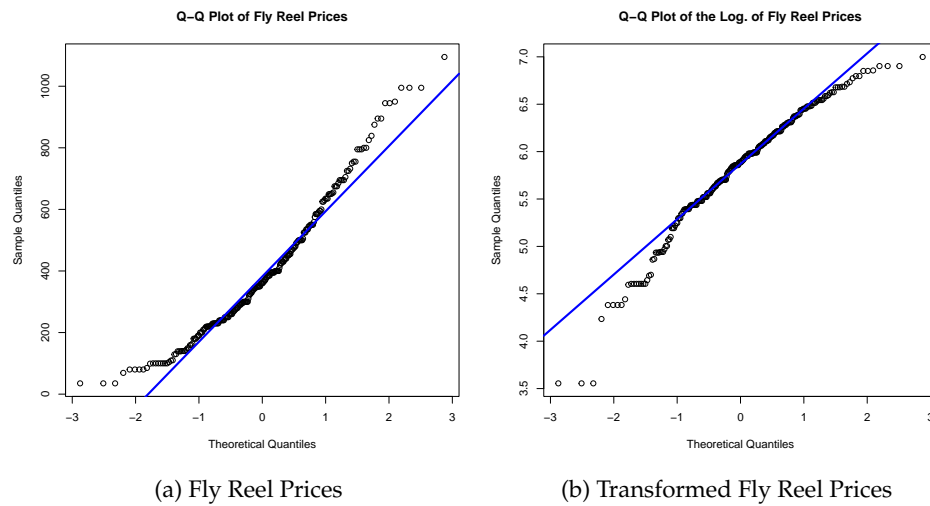 Q−Q Plot of Fly Reel Prices
Sample Quantiles
1000
800
600
400
200
0
−3 −2 −1 0 1 2 3
Theoretical Quantiles
(a) Fly Reel Prices
Q−Q Plot of the Log. of Fly Reel Prices
Sample Quantiles
7.0
6.5
6.0
5.5
5.0
4.5
4.0
3.5
−3 −2 −1 0 1 2 3
Theoretical Quantiles
(b) Transformed Fly Reel Prices